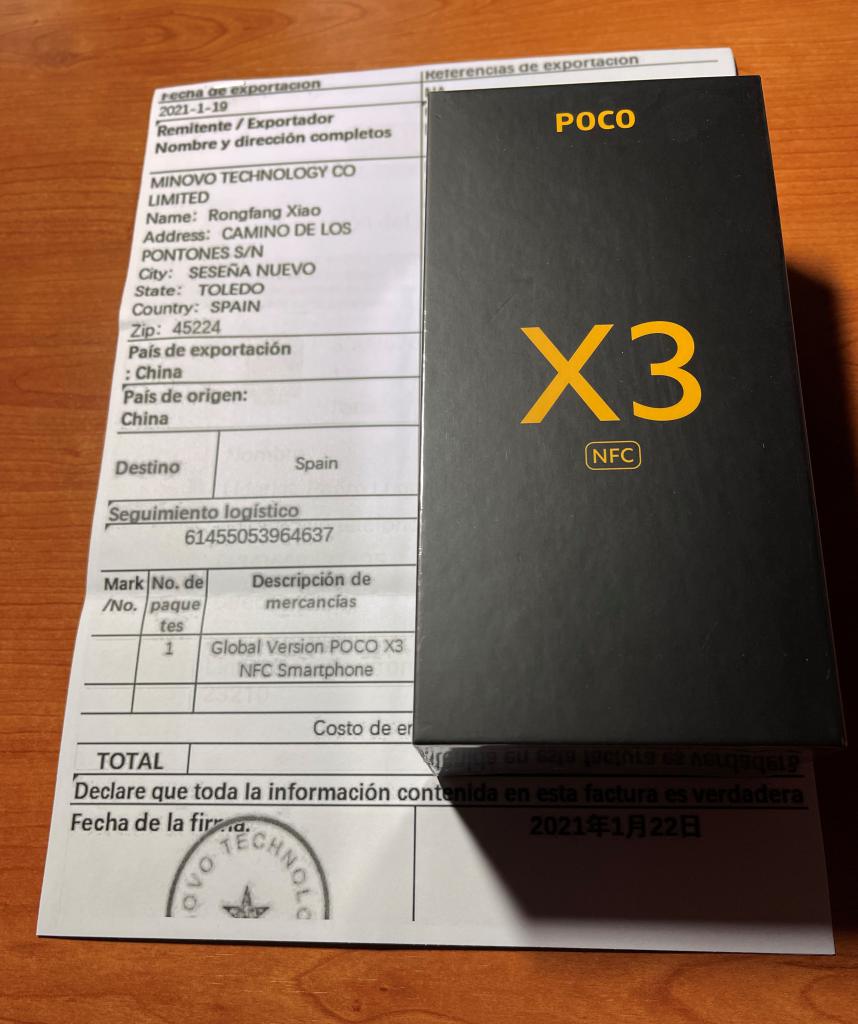 Fecha de exportación
Referencias de exportación
2021-1-19
Remitente / Exportador
Nombre y dirección completos
MINOVO TECHNOLOGY CO
LIMITED
Name: Rongfang Xiao
Address: CAMINO DE LOS
PONTONES S/N
City: SESEÑA NUEVO
State: TOLEDO
Country: SPAIN
Zip: 45224
País de exportación
: China
País de origen:
China
Destino
Spain
Seguimiento logístico
61455053964637
Mark
/No.
No. de
paque
tes
Descripción de
mercancías
1
Global Version POCO X3
NFC Smartphone
Costo de
TOTAL
Declare que toda la información contenida en esta factura es verdadera
Fecha de la firma:
2021年1月22日
OVO TECHNOLO
POCO
X3
NFC